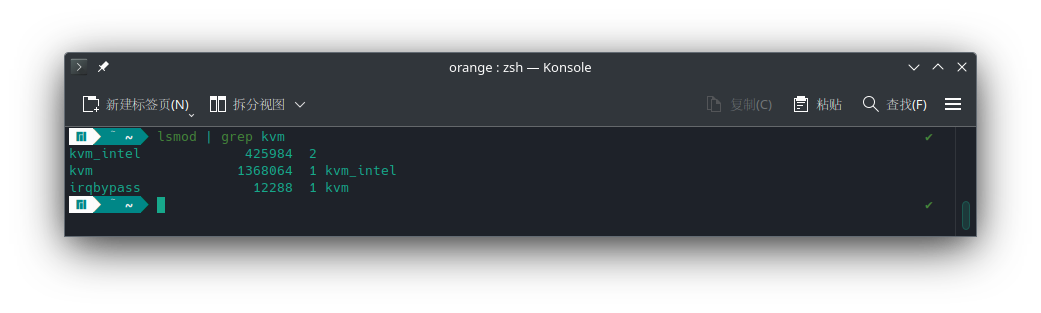 orange : zsh — Konsole
新建标签页(N) 拆分视图 复制(C) 粘贴 查找(F)
~ lsmod | grep kvm ✔
kvm_intel 425984 2
kvm 1368064 1 kvm_intel
irqbypass 12288 1 kvm
~ ✔